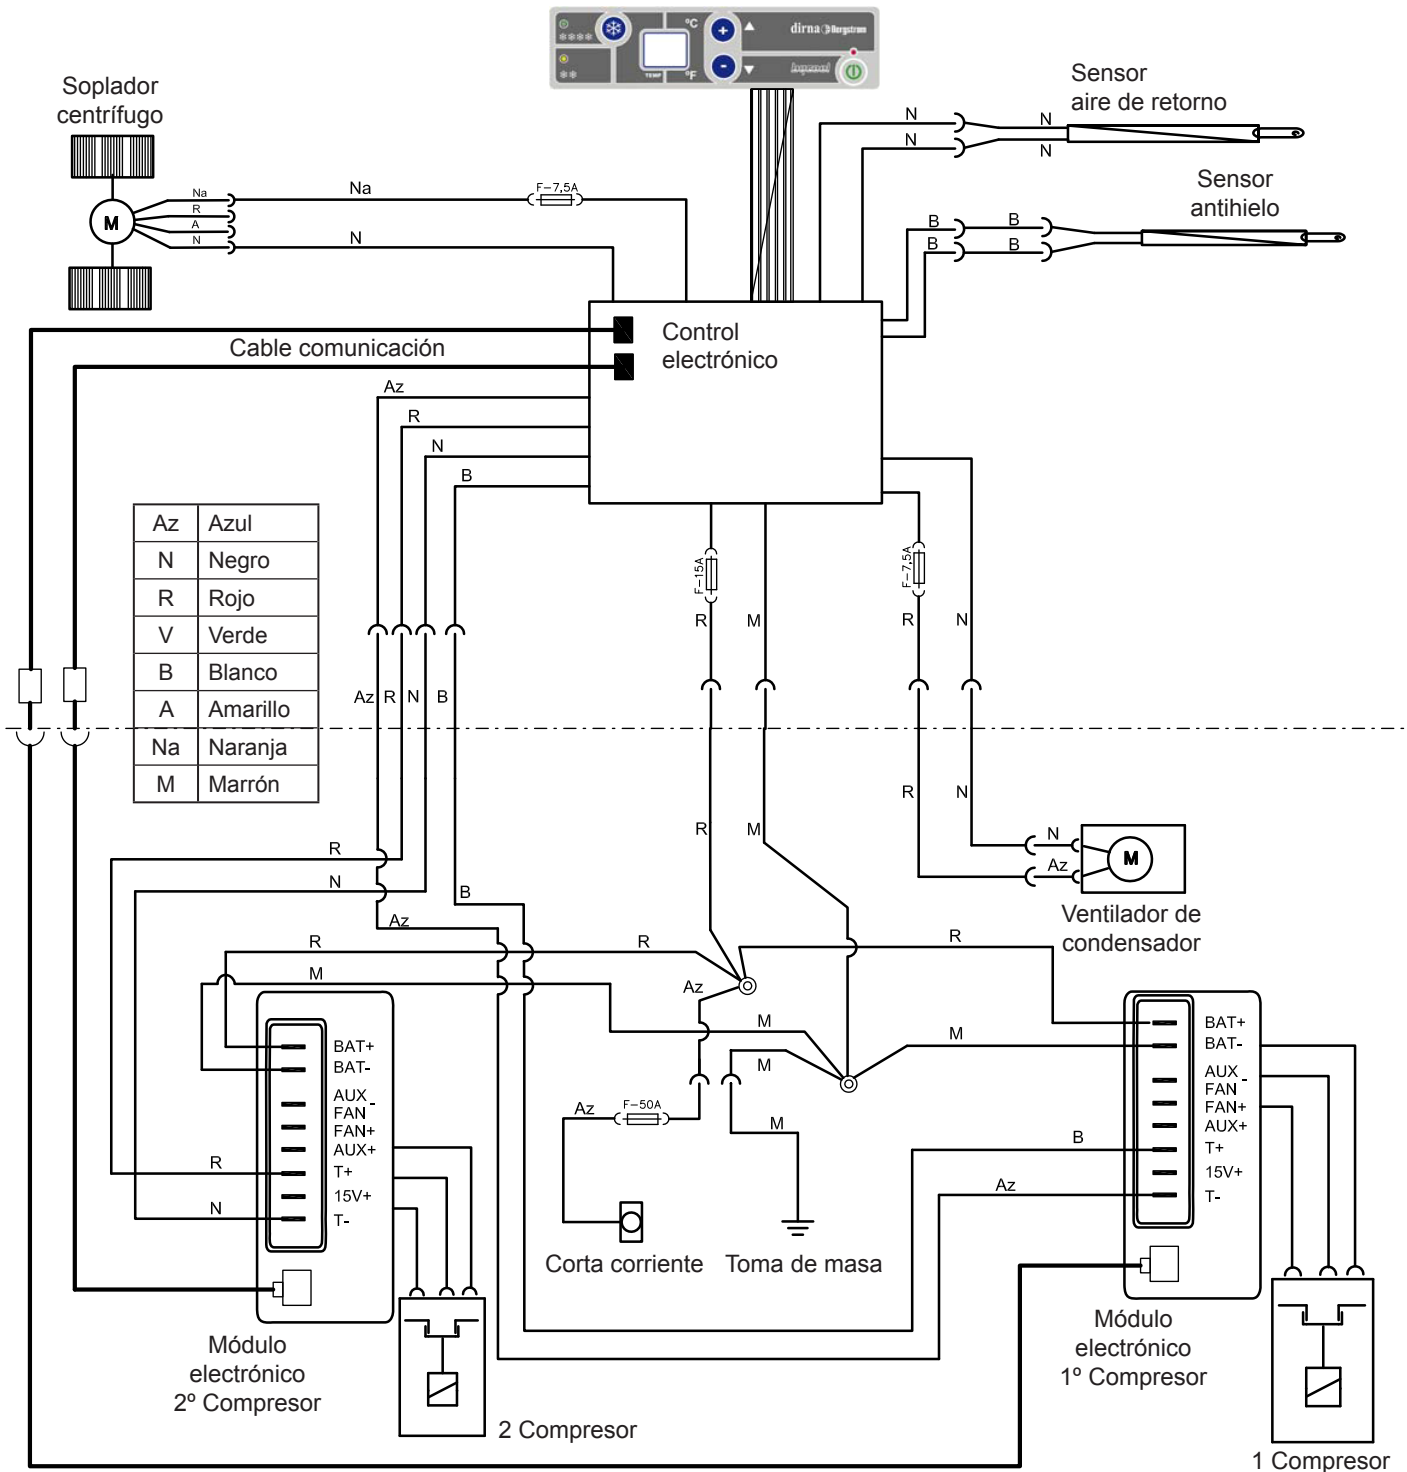 °C
°F
TEMP
dirna Bergstrom
Soplador
centrífugo
Sensor
aire de retorno
Sensor
antihielo
Na
R
A
N
Na
N
F-7,5A
N
N
N
N
B
B
B
B
Control
electrónico
Cable comunicación
Az
R
N
B
Az Azul
N Negro
R Rojo
V Verde
B Blanco
A Amarillo
Na Naranja
M Marrón
F-15A
F-7,5A
R
M
R
N
Az
R
N
B
R
M
R
N
N
Az
M
Ventilador de
condensador
R
N
B
Az
R
R
M
R
Az
M
M
M
M
Az
F-50A
B
Az
R
N
BAT+
BAT-
AUX
FAN -
FAN+
AUX+
T+
15V+
T-
BAT+
BAT-
AUX
FAN -
FAN+
AUX+
T+
15V+
T-
Corta corriente
Toma de masa
Módulo
electrónico
2º Compresor
2 Compresor
Módulo
electrónico
1º Compresor
1 Compresor
M